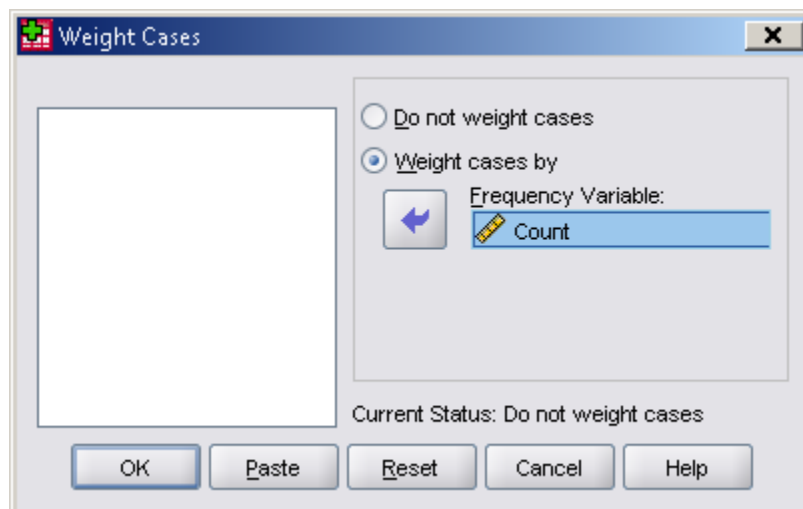 Weight Cases
Do not weight cases
Weight cases by
Frequency Variable:
Count
Current Status: Do not weight cases
OK Paste Reset Cancel Help